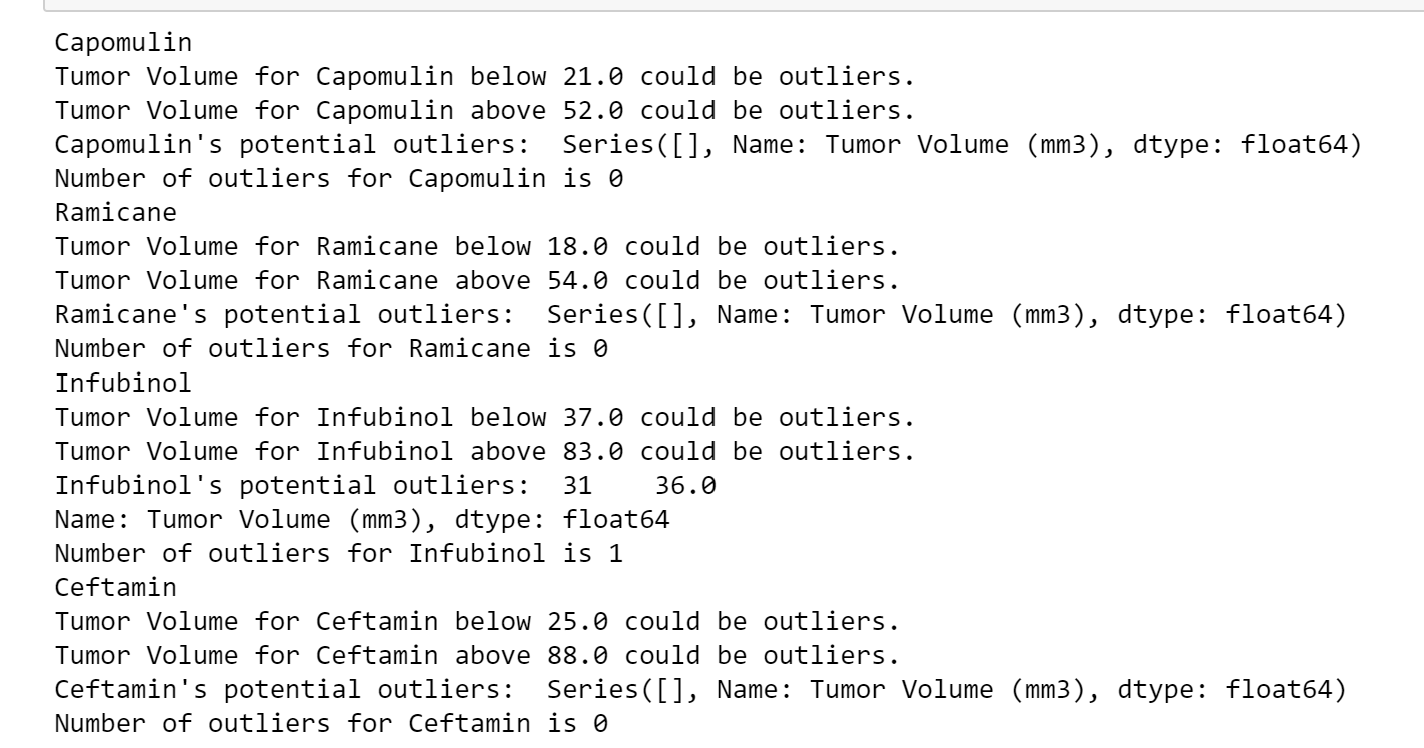 Capomulin
Tumor Volume for Capomulin below 21.0 could be outliers.
Tumor Volume for Capomulin above 52.0 could be outliers.
Capomulin's potential outliers:  Series([], Name: Tumor Volume (mm3), dtype: float64)
Number of outliers for Capomulin is 0
Ramicane
Tumor Volume for Ramicane below 18.0 could be outliers.
Tumor Volume for Ramicane above 54.0 could be outliers.
Ramicane's potential outliers:  Series([], Name: Tumor Volume (mm3), dtype: float64)
Number of outliers for Ramicane is 0
Infubinol
Tumor Volume for Infubinol below 37.0 could be outliers.
Tumor Volume for Infubinol above 83.0 could be outliers.
Infubinol's potential outliers:  31    36.0
Name: Tumor Volume (mm3), dtype: float64
Number of outliers for Infubinol is 1
Ceftamin
Tumor Volume for Ceftamin below 25.0 could be outliers.
Tumor Volume for Ceftamin above 88.0 could be outliers.
Ceftamin's potential outliers:  Series([], Name: Tumor Volume (mm3), dtype: float64)
Number of outliers for Ceftamin is 0